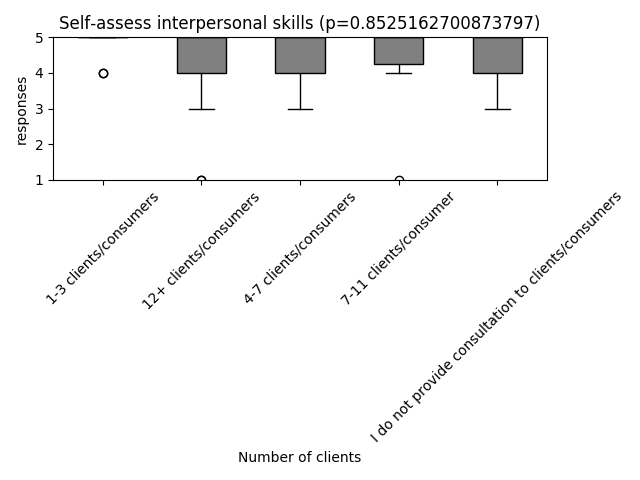 Self-assess interpersonal skills (p=0.8525162700873797)
5
4
3
2
1
responses
1-3 clients/consumers
12+ clients/consumers
4-7 clients/consumers
7-11 clients/consumer
I do not provide consultation to clients/consumers
Number of clients